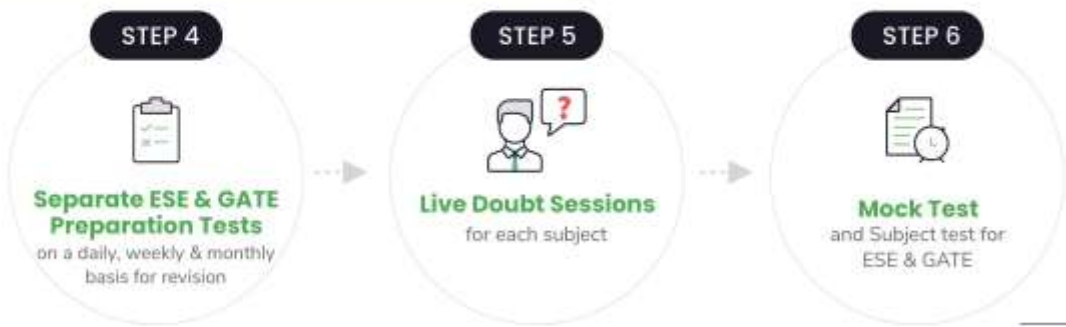 STEP 4
Separate ESE & GATE
Preparation Tests
on a daily, weekly & monthly
basis for revision
STEP 5
?
Live Doubt Sessions
for each subject
STEP 6
Mock Test
and Subject test for
ESE & GATE